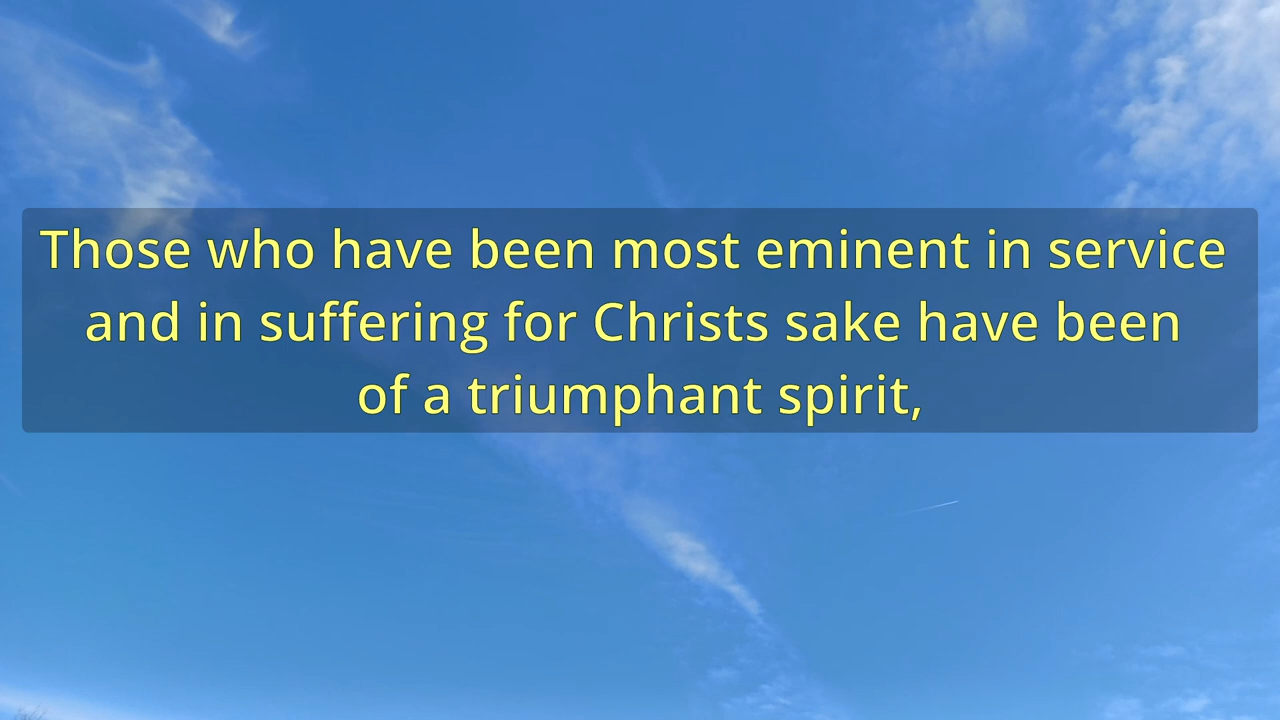 Those who have been most eminent in service
and in suffering for Christs sake have been
of a triumphant spirit,